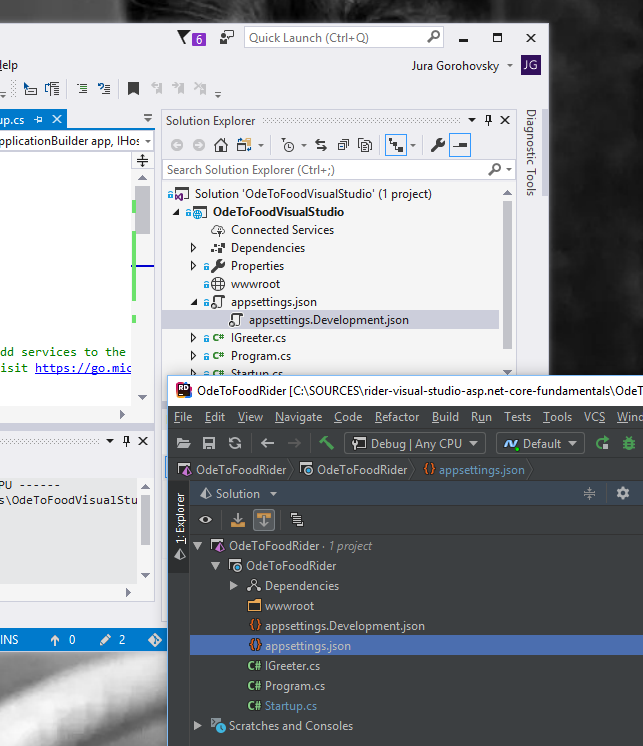 6
Quick Launch (Ctrl+Q)
elp
Jura Gorohovsky
JG
up.cs
Solution Explorer
pplicationBuilder app, IHos
Search Solution Explorer (Ctrl+;)
Diagnostic Tools
Solution 'OdeToFoodVisualStudio' (1 project)
OdeToFoodVisualStudio
Connected Services
Dependencies
Properties
wwwroot
appsettings.json
appsettings.Development.json
C# IGreeter.cs
dd services to the
C# Program.cs
isit https://go.mic
C# Startup.cs
RD OdeToFoodRider [C:\SOURCES\rider-visual-studio-asp.net-core-fundamentals\OdeT
File Edit View Navigate Code Refactor Build Run Tests Tools VCS Wind
Debug | Any CPU
Default
OdeToFoodRider
OdeToFoodRider
{} appsettings.json
PU ------
s\OdeToFoodVisualStu
1: Explorer
Solution
OdeToFoodRider · 1 project
OdeToFoodRider
Dependencies
wwwroot
{} appsettings.Development.json
INS
0
2
{} appsettings.json
C# IGreeter.cs
C# Program.cs
C# Startup.cs
Scratches and Consoles